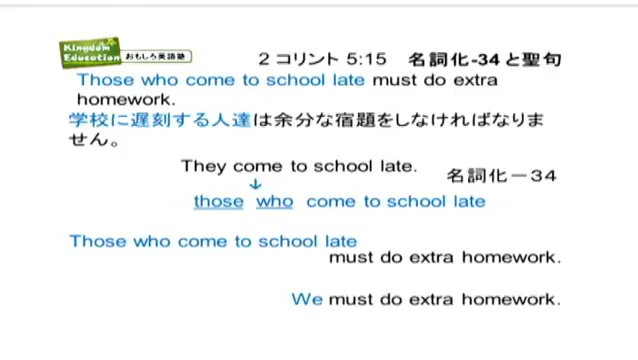 Kingdom
Education おもしろ英語塾
2コリント 5:15 名詞化-34と聖句
Those who come to school late must do extra
homework.
学校に遅刻する人達は余分な宿題をしなければなりま
せん。
They come to school late.
名詞化－34
↓
those who come to school late
Those who come to school late
must do extra homework.
We must do extra homework.